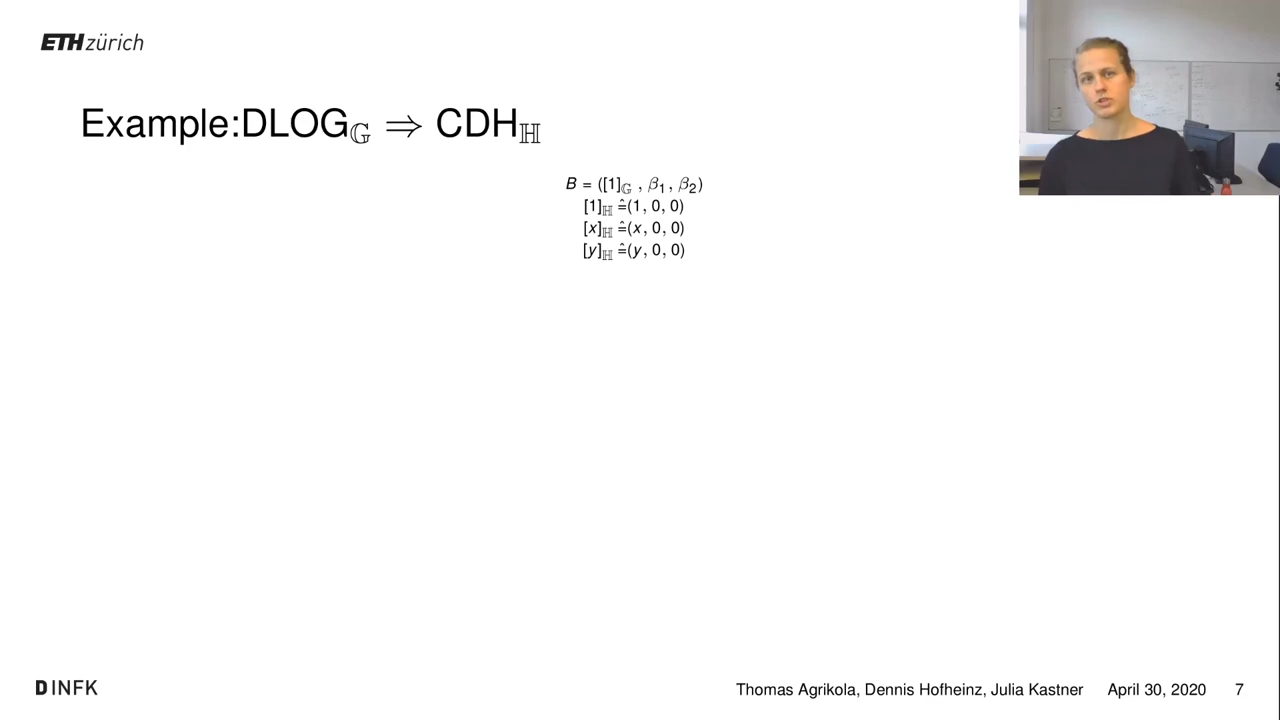 ETH zürich
Example:DLOG𝔾 ⇒ CDHℍ
B = ([1]𝔾 , β1, β2)
[1]ℍ ≙(1, 0, 0)
[x]ℍ ≙(x, 0, 0)
[y]ℍ ≙(y, 0, 0)
D INFK
Thomas Agrikola, Dennis Hofheinz, Julia Kastner April 30, 2020 7